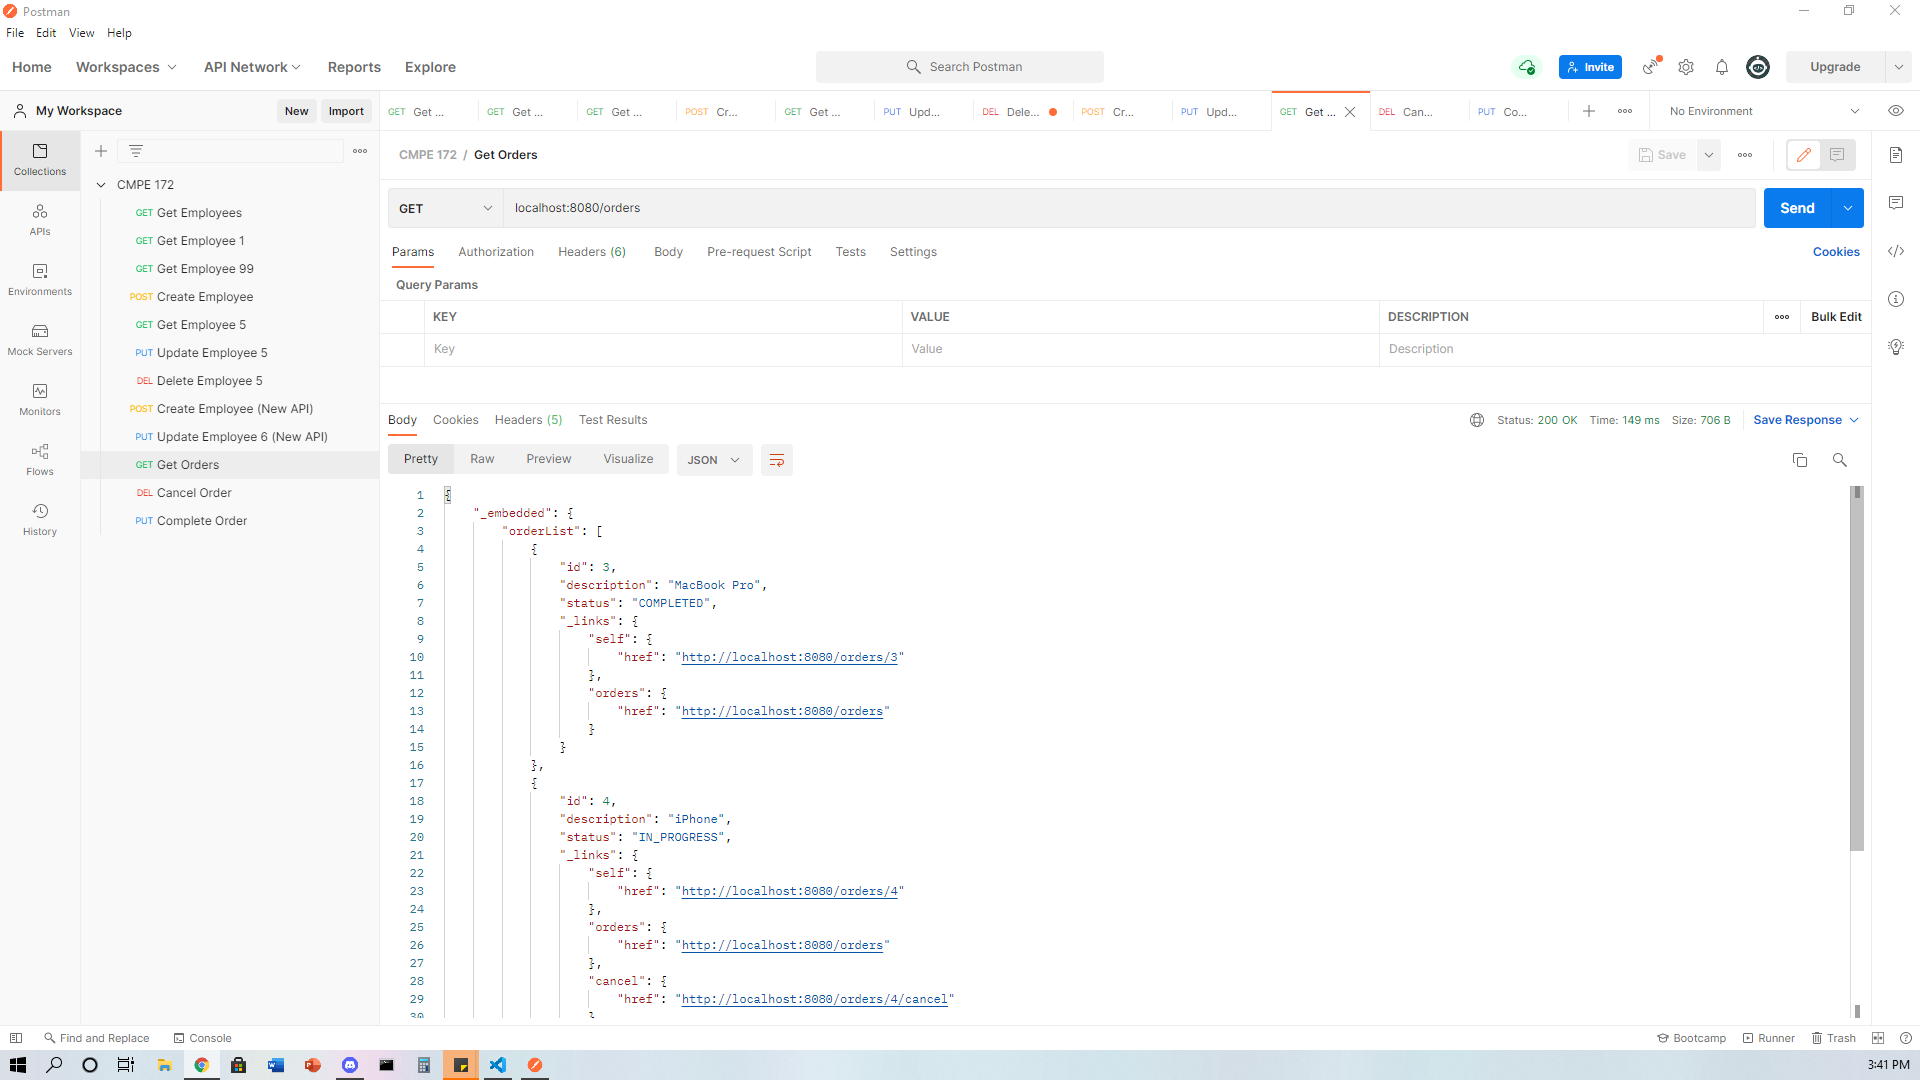 Postman
File Edit View Help
Home Workspaces API Network Reports Explore
Search Postman
Invite
Upgrade
My Workspace
New Import
GET Get ... GET Get ... GET Get ... POST Cr... GET Get ... PUT Upd... DEL Dele... POST Cr... PUT Upd... GET Get ... DEL Can... PUT Co...
No Environment
Collections
APIs
Environments
Mock Servers
Monitors
Flows
History
CMPE 172
GET Get Employees
GET Get Employee 1
GET Get Employee 99
POST Create Employee
GET Get Employee 5
PUT Update Employee 5
DEL Delete Employee 5
POST Create Employee (New API)
PUT Update Employee 6 (New API)
GET Get Orders
DEL Cancel Order
PUT Complete Order
CMPE 172 / Get Orders
Save
GET localhost:8080/orders
Send
Params Authorization Headers (6) Body Pre-request Script Tests Settings
Cookies
Query Params
KEY VALUE DESCRIPTION
Bulk Edit
Key Value Description
Body Cookies Headers (5) Test Results
Status: 200 OK Time: 149 ms Size: 706 B
Save Response
Pretty Raw Preview Visualize JSON
1 {
2 "_embedded": {
3 "orderList": [
4 {
5 "id": 3,
6 "description": "MacBook Pro",
7 "status": "COMPLETED",
8 "_links": {
9 "self": {
10 "href": "http://localhost:8080/orders/3"
11 },
12 "orders": {
13 "href": "http://localhost:8080/orders"
14 }
15 }
16 },
17 {
18 "id": 4,
19 "description": "iPhone",
20 "status": "IN_PROGRESS",
21 "_links": {
22 "self": {
23 "href": "http://localhost:8080/orders/4"
24 },
25 "orders": {
26 "href": "http://localhost:8080/orders"
27 },
28 "cancel": {
29 "href": "http://localhost:8080/orders/4/cancel"
30 }
Find and Replace Console
Bootcamp Runner Trash
3:41 PM